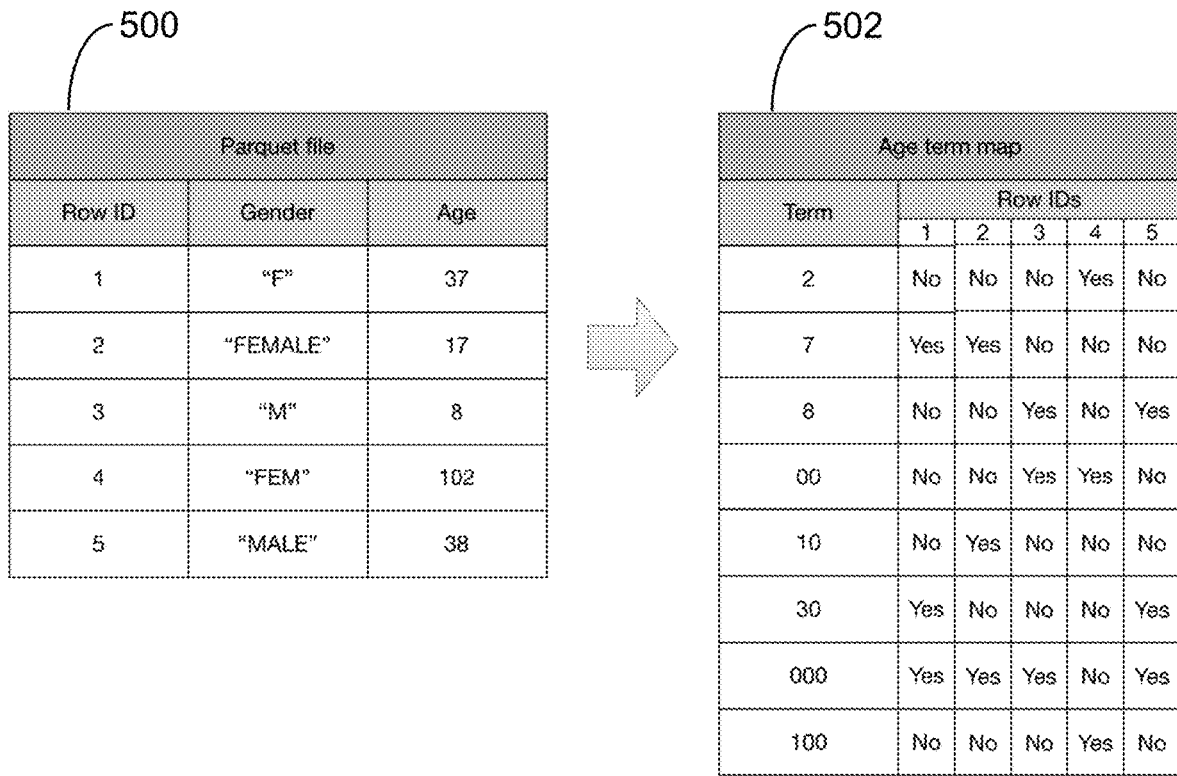 500
Parquet file
Row ID Gender Age
1 “F” 37
2 “FEMALE” 17
3 “M” 8
4 “FEM” 102
5 “MALE” 38
502
Age term map
Term Row IDs
1 2 3 4 5
2 No No No Yes No
7 Yes Yes No No No
8 No No Yes No Yes
00 No No Yes Yes No
10 No Yes No No No
30 Yes No No No Yes
000 Yes Yes Yes No Yes
100 No No No Yes No